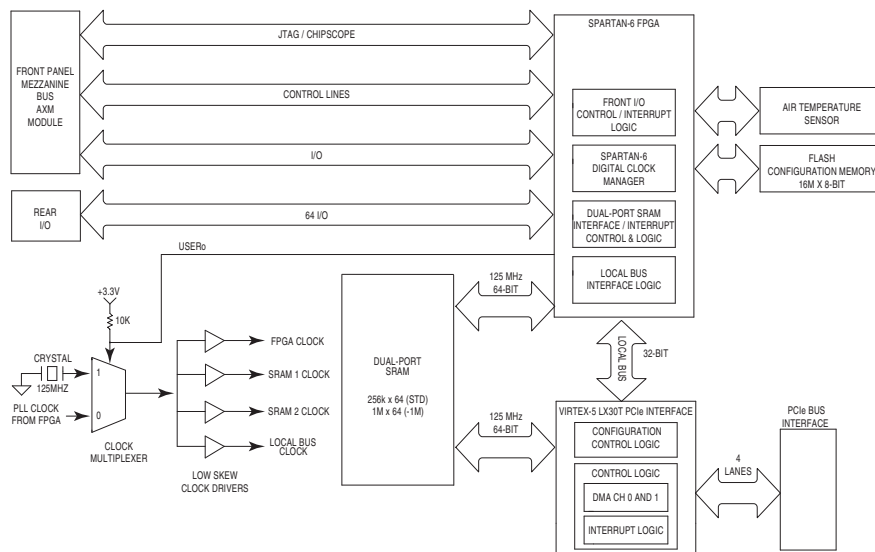 JTAG / CHIPSCOPE
SPARTAN-6 FPGA
FRONT PANEL
MEZZANINE
BUS
AXM
MODULE
CONTROL LINES
FRONT I/O
CONTROL / INTERRUPT
LOGIC
AIR TEMPERATURE
SENSOR
I/O
SPARTAN-6
DIGITAL CLOCK
MANAGER
FLASH
CONFIGURATION MEMORY
16M X 8-BIT
REAR
I/O
64 I/O
DUAL-PORT SRAM
INTERFACE / INTERRUPT
CONTROL & LOGIC
USERo
LOCAL BUS
INTERFACE LOGIC
125 MHz
64-BIT
+3.3V
10K
CRYSTAL
125MHZ
1
PLL CLOCK
FROM FPGA
0
CLOCK
MULTIPLEXER
FPGA CLOCK
SRAM 1 CLOCK
SRAM 2 CLOCK
LOCAL BUS
CLOCK
LOW SKEW
CLOCK DRIVERS
DUAL-PORT
SRAM
256k x 64 (STD)
1M x 64 (-1M)
LOCAL BUS
32-BIT
125 MHz
64-BIT
VIRTEX-5 LX30T PCIe INTERFACE
CONFIGURATION
CONTROL LOGIC
CONTROL LOGIC
DMA CH 0 AND 1
INTERRUPT LOGIC
4
LANES
PCIe BUS
INTERFACE